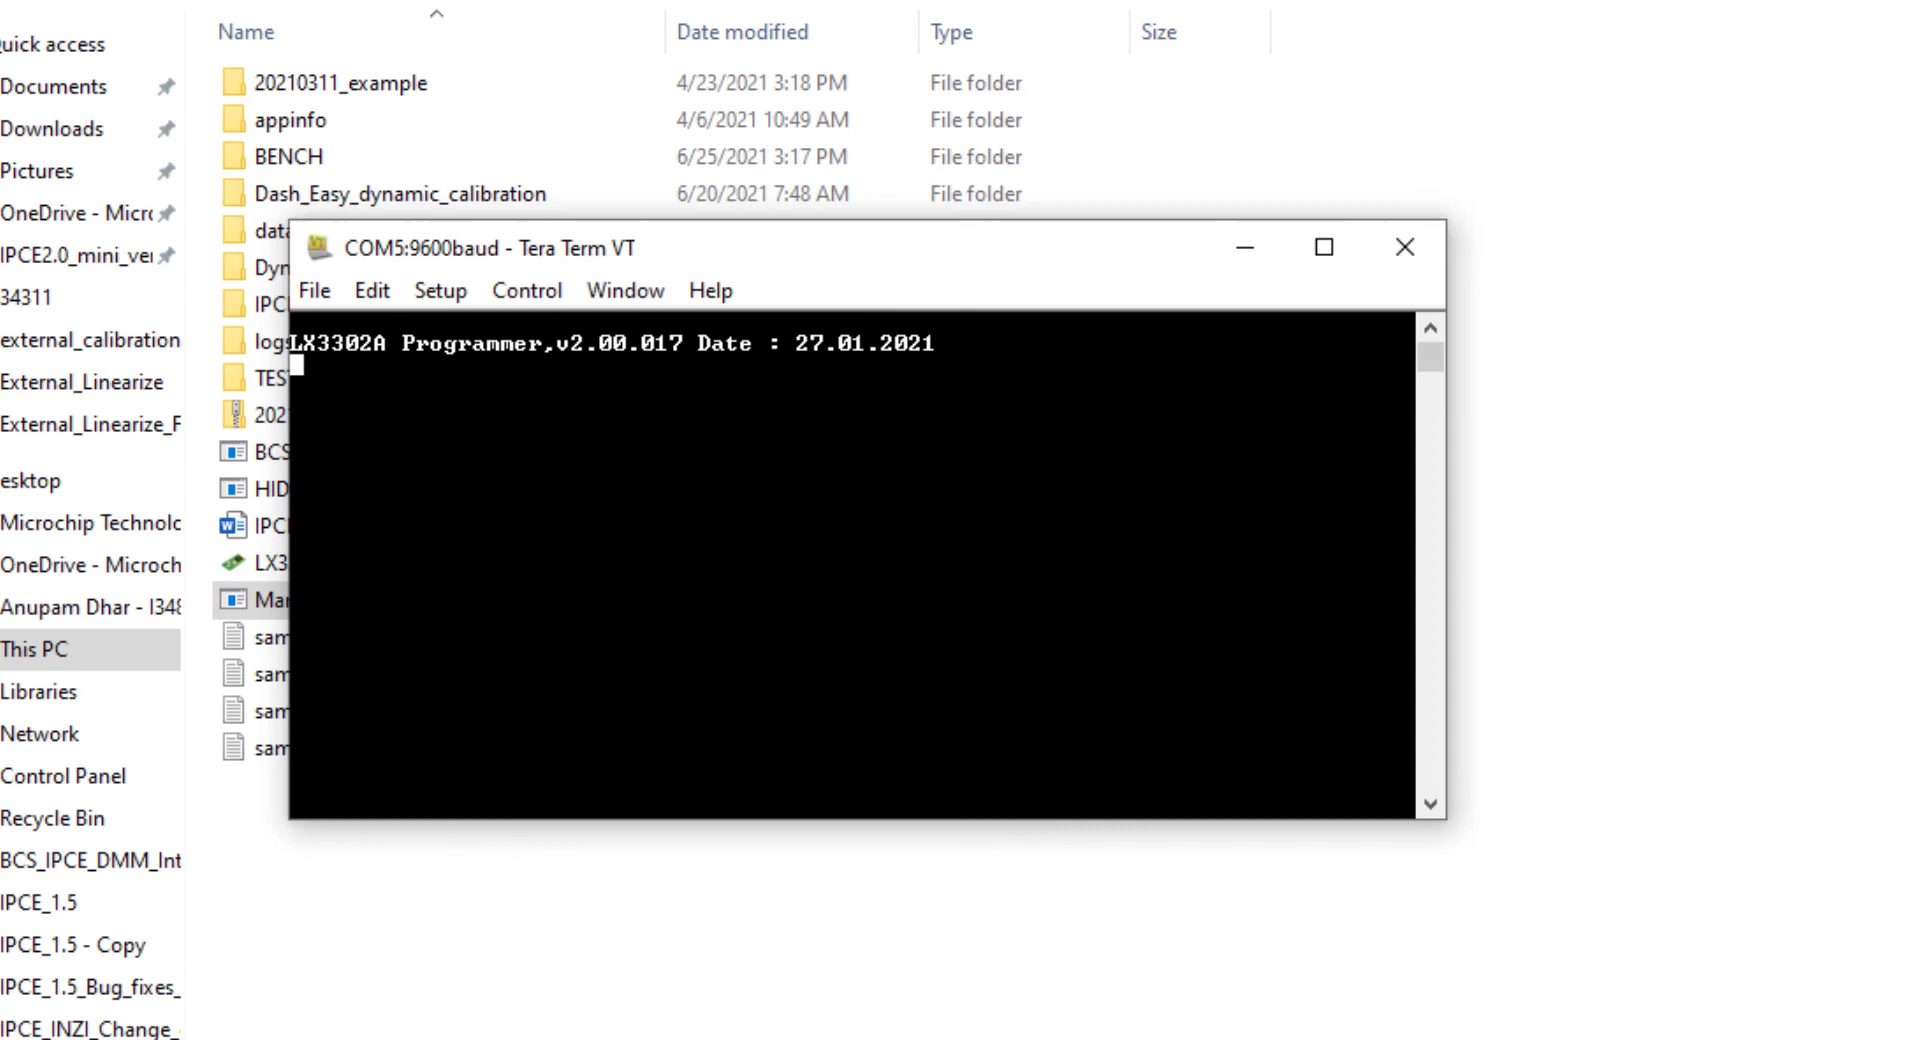 Name Date modified Type Size
uick access
Documents
Downloads
Pictures
OneDrive - Micr
IPCE2.0_mini_ve
34311
external_calibration
External_Linearize
External_Linearize_F
esktop
Microchip Technolo
OneDrive - Microch
Anupam Dhar - I348
This PC
Libraries
Network
Control Panel
Recycle Bin
BCS_IPCE_DMM_Int
IPCE_1.5
IPCE_1.5 - Copy
IPCE_1.5_Bug_fixes_
IPCE_INZI_Change_
20210311_example 4/23/2021 3:18 PM File folder
appinfo 4/6/2021 10:49 AM File folder
BENCH 6/25/2021 3:17 PM File folder
Dash_Easy_dynamic_calibration 6/20/2021 7:48 AM File folder
data
Dyn
IPC
logs
TES
202
BCS
HID
IPC
LX3
Mar
sam
sam
sam
sam
COM5:9600baud - Tera Term VT
File Edit Setup Control Window Help
LX3302A Programmer,v2.00.017 Date : 27.01.2021